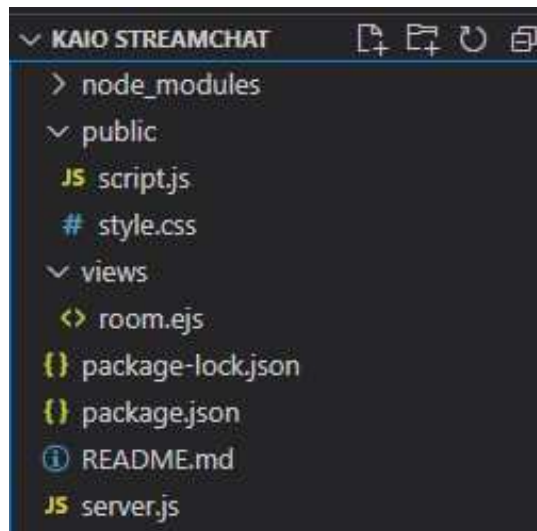 KAIO STREAMCHAT
node_modules
public
JS script.js
# style.css
views
<> room.ejs
{} package-lock.json
{} package.json
README.md
JS server.js